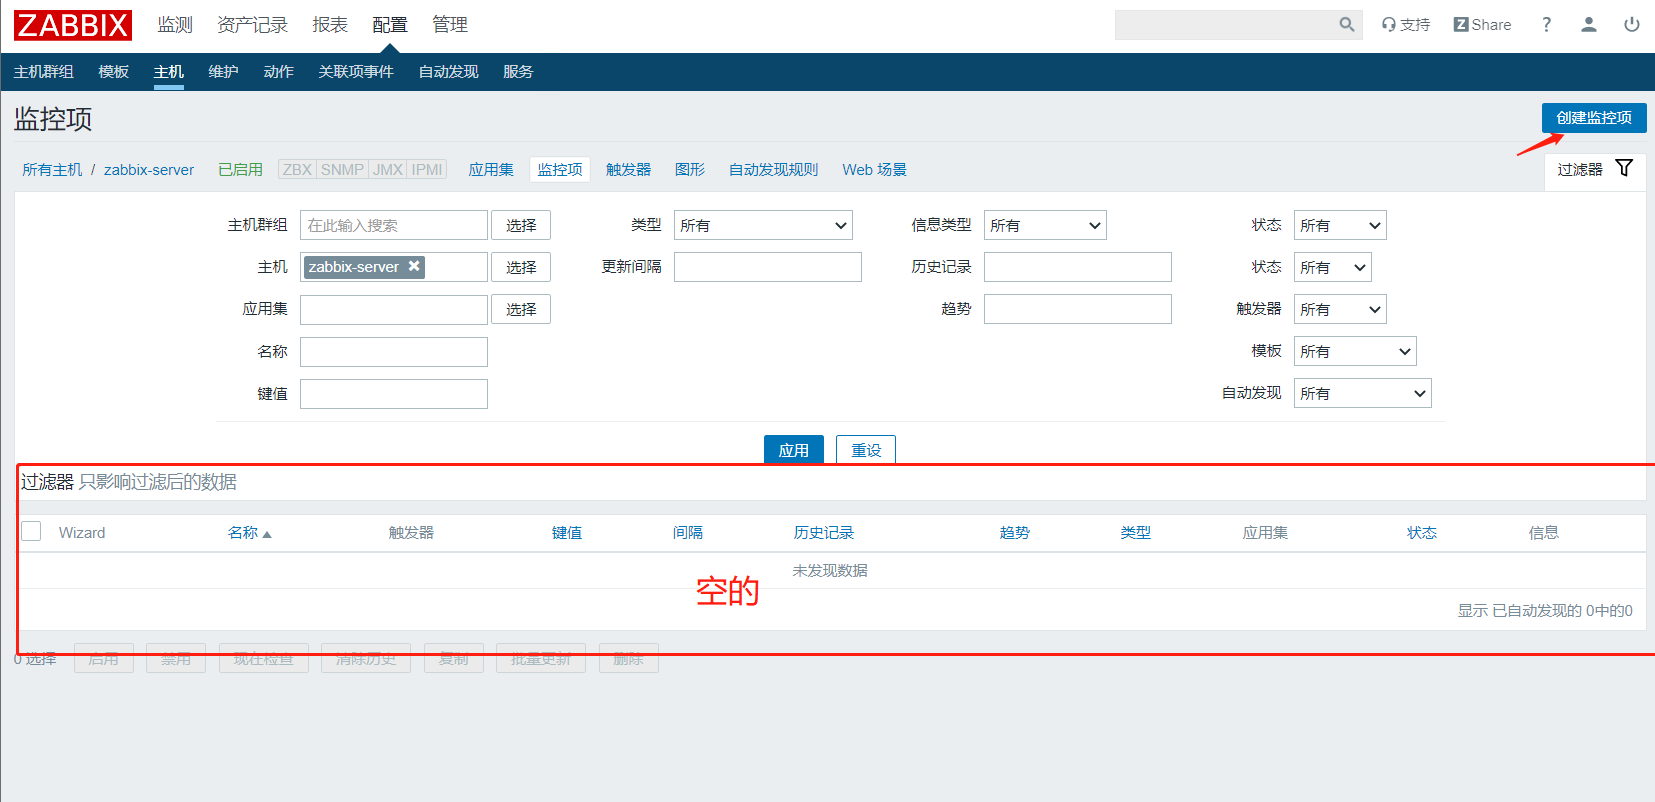 ZABBIX 监测 资产记录 报表 配置 管理 支持 Z Share ?
主机群组 模板 主机 维护 动作 关联项事件 自动发现 服务
监控项 创建监控项
所有主机 / zabbix-server 已启用 ZBX SNMP JMX IPMI 应用集 监控项 触发器 图形 自动发现规则 Web 场景 过滤器
主机群组 在此输入搜索 选择 类型 所有 信息类型 所有 状态 所有
主机 zabbix-server 选择 更新间隔 历史记录 状态 所有
应用集 选择 趋势 触发器 所有
名称 模板 所有
键值 自动发现 所有
应用 重设
过滤器 只影响过滤后的数据
Wizard 名称 触发器 键值 间隔 历史记录 趋势 类型 应用集 状态 信息
未发现数据
空的
显示 已自动发现的 0中的0
0 选择 启用 禁用 现在检查 清除历史 复制 批量更新 删除